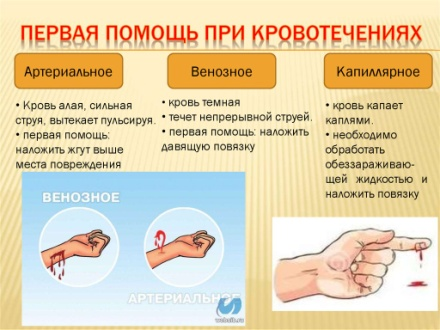 ПЕРВАЯ ПОМОЩЬ ПРИ КРОВОТЕЧЕНИЯХ
Артериальное
• Кровь алая, сильная
струя, вытекает пульсируя.
• первая помощь:
наложить жгут выше
места повреждения
Венозное
• кровь темная
• течет непрерывной струей.
• первая помощь: наложить
давящую повязку
Капиллярное
• кровь капает
каплями.
• необходимо
обработать
обеззараживаю-
щей жидкостью и
наложить повязку
ВЕНОЗНОЕ
АРТЕРИАЛЬНОЕ